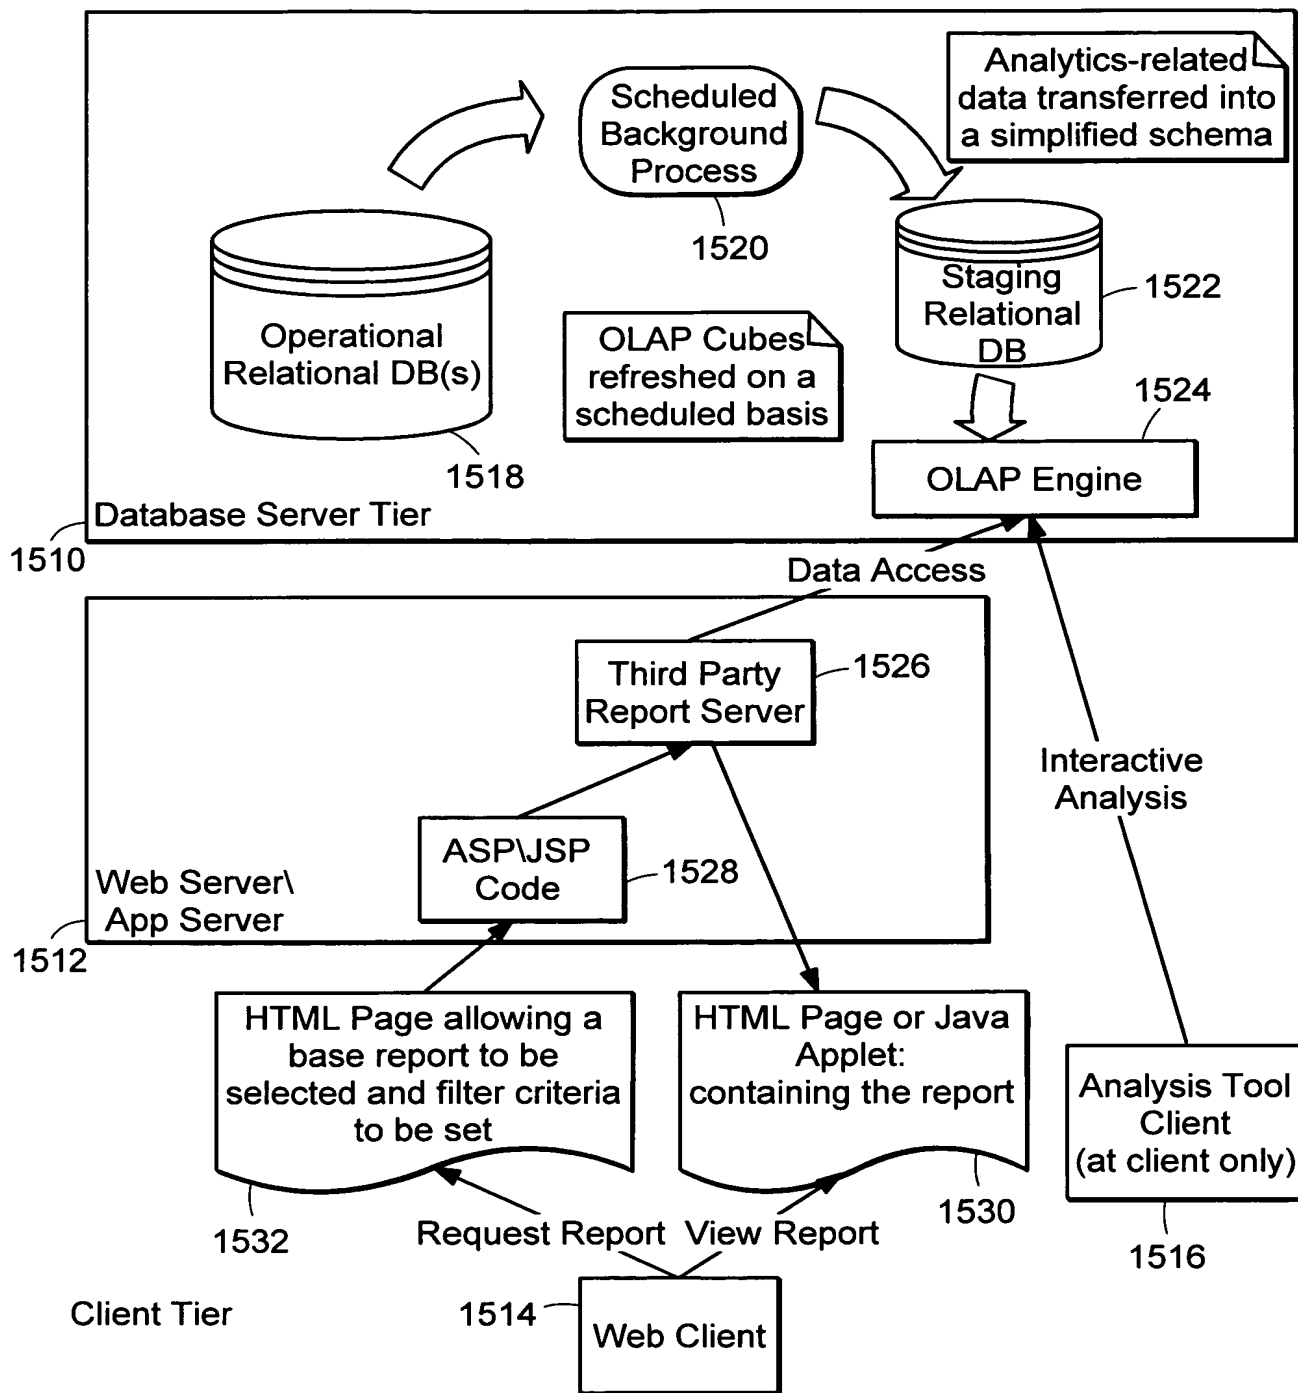 Scheduled
Background
Process
1520
Analytics-related
data transferred into
a simplified schema
Operational
Relational DB(s)
1518
OLAP Cubes
refreshed on a
scheduled basis
Staging
Relational
DB
1522
1524
OLAP Engine
Database Server Tier
1510
Data Access
Third Party
Report Server
1526
Interactive
Analysis
ASP\JSP
Code
1528
Web Server\
App Server
1512
HTML Page allowing a
base report to be
selected and filter criteria
to be set
1532
HTML Page or Java
Applet:
containing the report
1530
Analysis Tool
Client
(at client only)
1516
Request Report
View Report
Client Tier
1514
Web Client